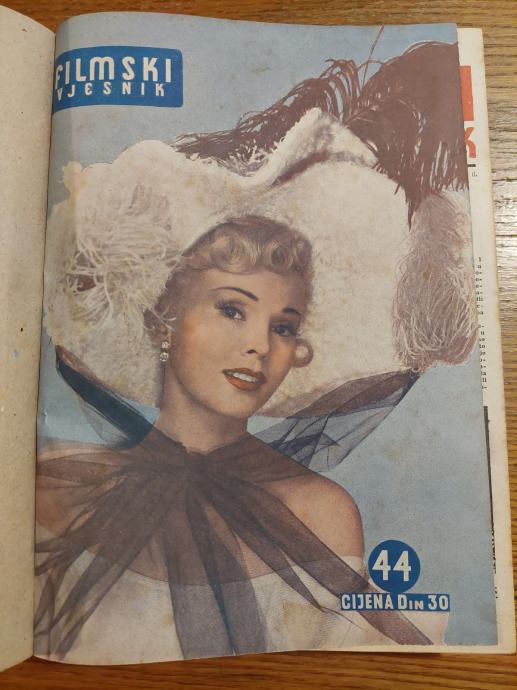 FILMSKI
VJESNIK
44
CIJENA DIN 30